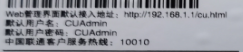 Web管理界面默认接入地址: http://192.168.1.1/cu.html
默认用户名: CUAdmin
默认用户密码: CUAdmin
中国联通客户服务热线: 10010